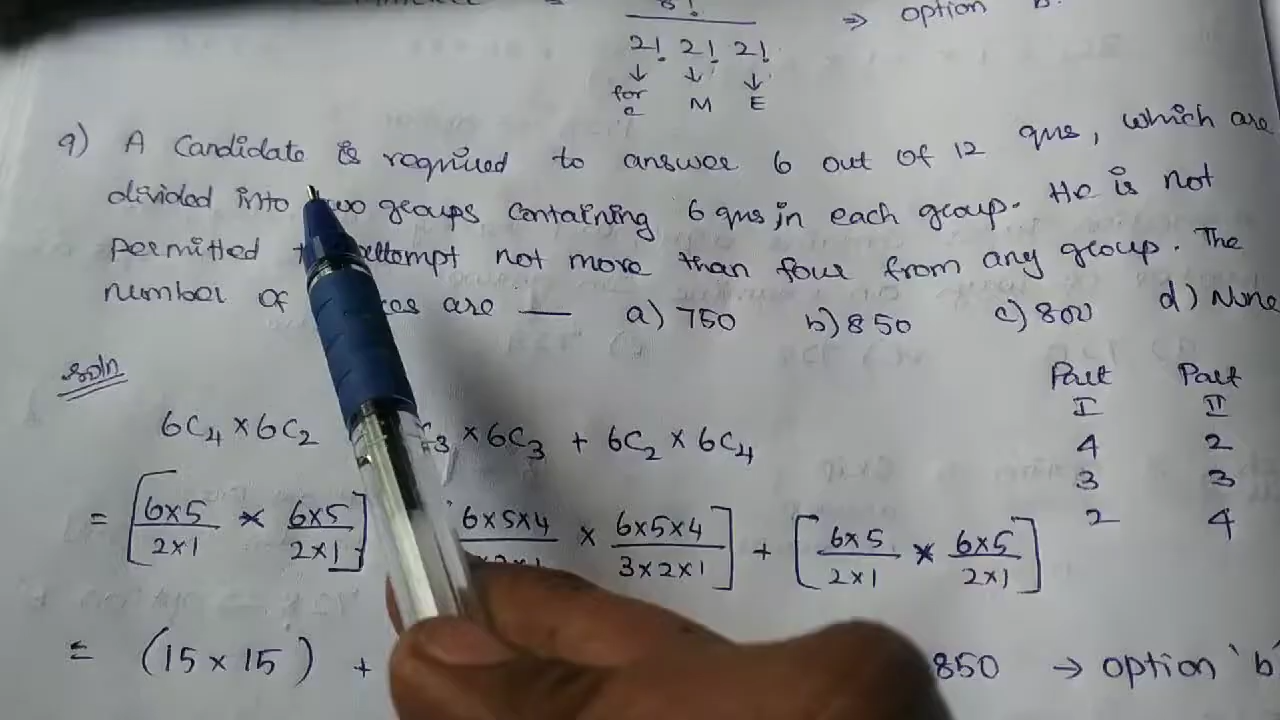 8!
2! 2! 2!
⇒ option B.
↓ ↓ ↓
for M E
e
9) A candidate is required to answer 6 out of 12 qns, which are
divided into two groups containing 6 qns in each group. He is not
permitted to attempt not more than four from any group. The
number of are — a) 750 b) 850 c) 800 d) None
Soln
Part Part
I II
4 2
3 3
2 4
6C₄ × 6C₂ ₃ × 6C₃ + 6C₂ × 6C₄
= [6×5/2×1 × 6×5/2×1] 6×5×4 × 6×5×4/3×2×1] + [6×5/2×1 × 6×5/2×1]
= (15×15) + 850 → option 'b'